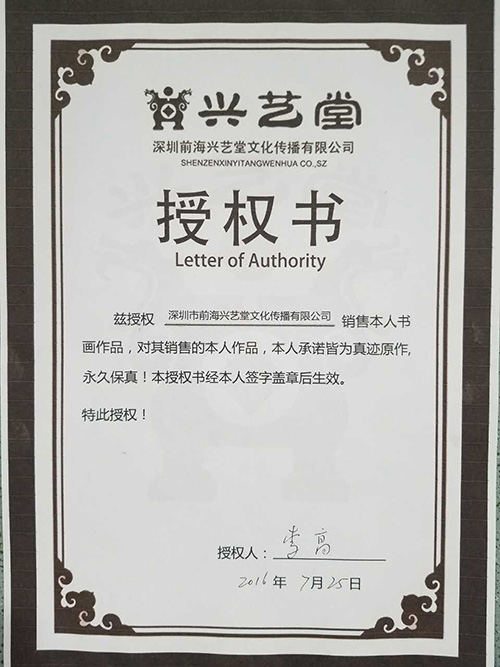 兴艺堂
深圳前海兴艺堂文化传播有限公司
SHENZENXINYITANGWENHUA CO.,SZ
授权书
Letter of Authority
兹授权 深圳市前海兴艺堂文化传播有限公司 销售本人书
画作品，对其销售的本人作品，本人承诺皆为真迹原作，
永久保真！本授权书经本人签字盖章后生效。
特此授权！
授权人：李高
2016年 7月25日